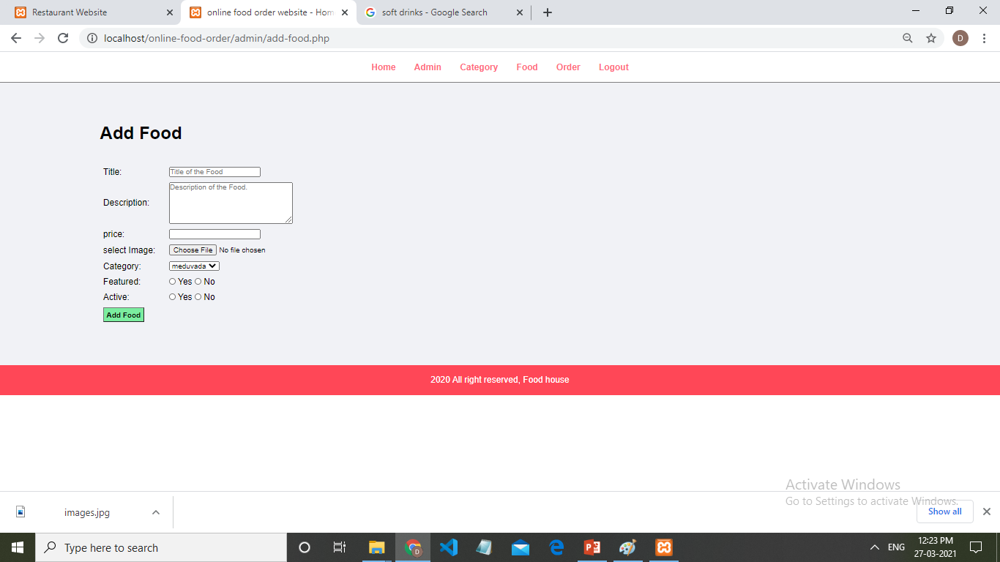 Restaurant Website
online food order website - Hom
soft drinks - Google Search
localhost/online-food-order/admin/add-food.php
D
Home Admin Category Food Order Logout
Add Food
Title: Title of the Food
Description: Description of the Food.
price:
select Image: Choose File No file chosen
Category: meduvada
Featured: Yes No
Active: Yes No
Add Food
2020 All right reserved, Food house
Activate Windows
Go to Settings to activate Windows.
images.jpg
Show all
Type here to search
ENG
12:23 PM
27-03-2021